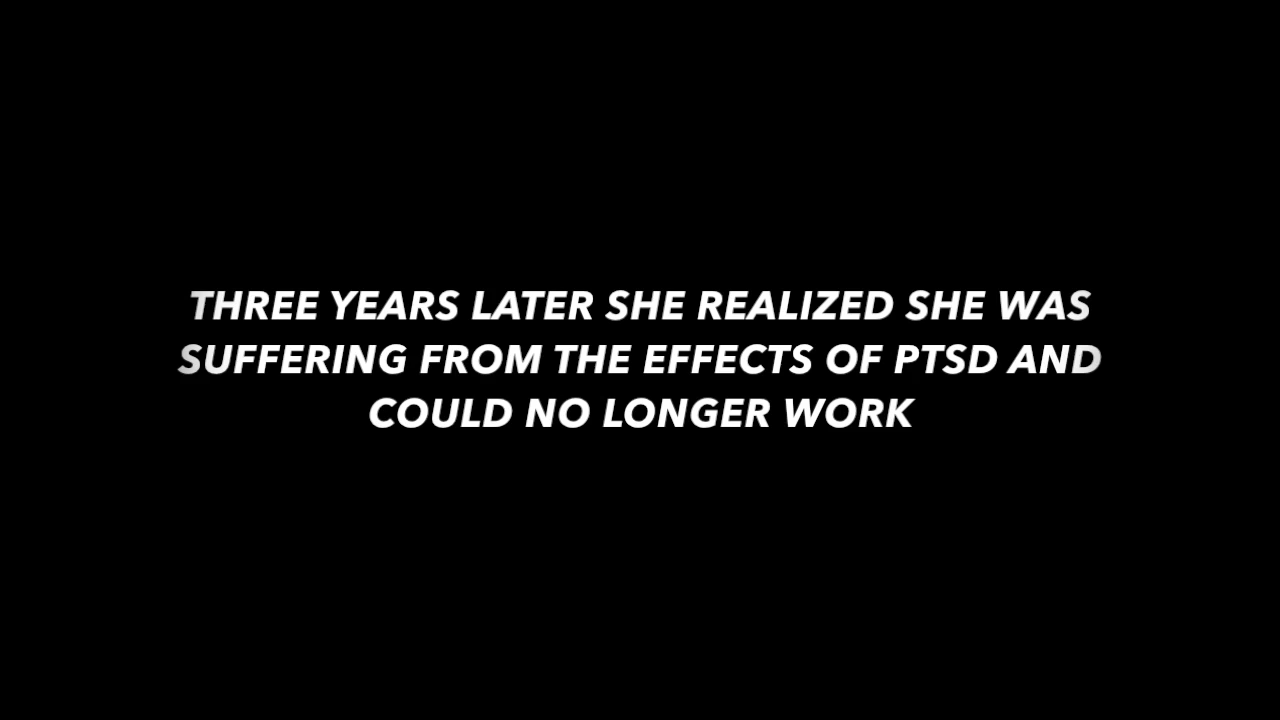 THREE YEARS LATER SHE REALIZED SHE WAS
SUFFERING FROM THE EFFECTS OF PTSD AND
COULD NO LONGER WORK